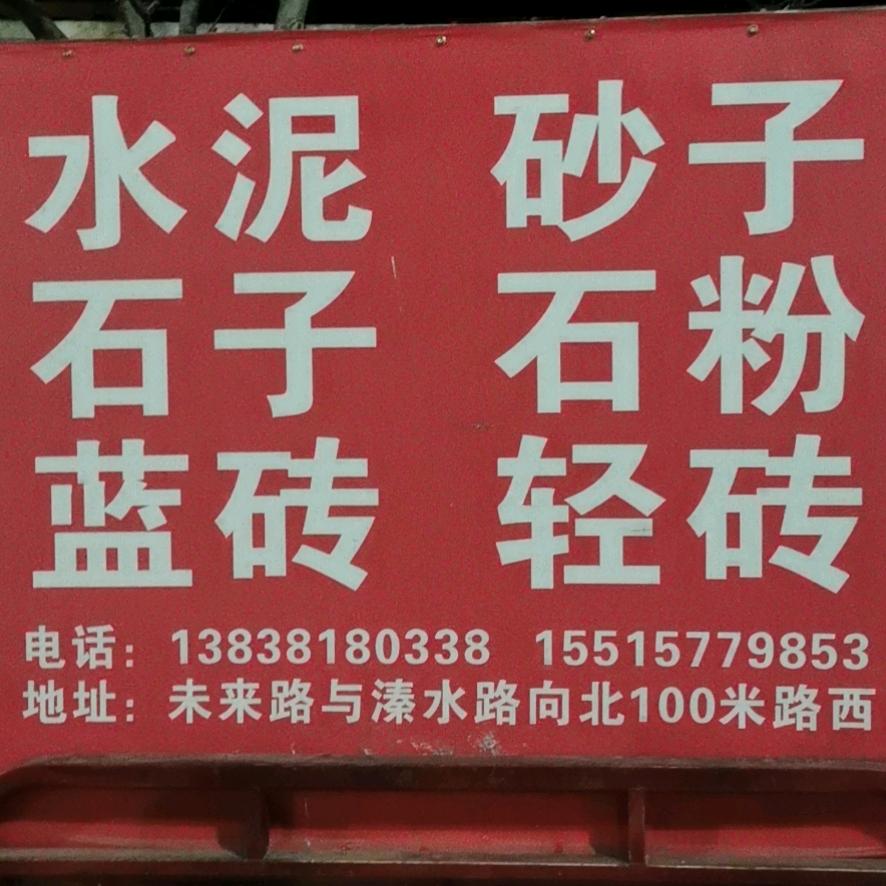 水泥 砂子
石子 石粉
蓝砖 轻砖
电话：13838180338 15515779853
地址：未来路与溱水路向北100米路西